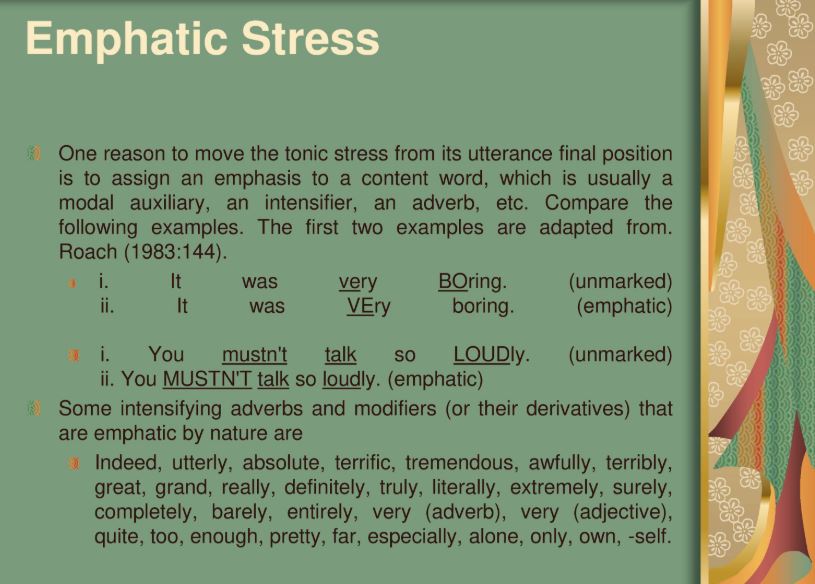 Emphatic Stress
One reason to move the tonic stress from its utterance final position
is to assign an emphasis to a content word, which is usually a
modal auxiliary, an intensifier, an adverb, etc. Compare the
following examples. The first two examples are adapted from.
Roach (1983:144).
i. It was very BOring. (unmarked)
ii. It was VEry boring. (emphatic)
i. You mustn't talk so LOUDly. (unmarked)
ii. You MUSTN'T talk so loudly. (emphatic)
Some intensifying adverbs and modifiers (or their derivatives) that
are emphatic by nature are
Indeed, utterly, absolute, terrific, tremendous, awfully, terribly,
great, grand, really, definitely, truly, literally, extremely, surely,
completely, barely, entirely, very (adverb), very (adjective),
quite, too, enough, pretty, far, especially, alone, only, own, -self.